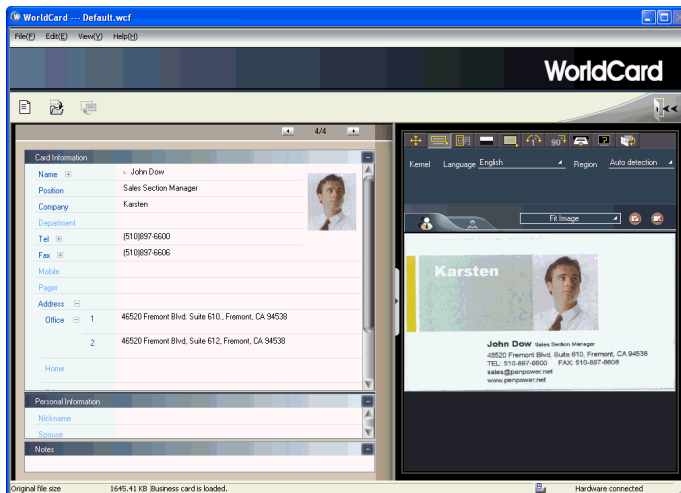 WorldCard --- Default.wcf
File(F) Edit(E) View(V) Help(H)
WorldCard
4/4
Card Information
Name John Dow
Position Sales Section Manager
Company Karsten
Department
Tel (510)897-6600
Fax (510)897-6606
Mobile
Pager
Address
Office 1 46520 Fremont Blvd. Suite 610., Fremont, CA 94538
2 46520 Fremont Blvd, Suite 612, Fremont, CA 94538
Home
Personal Information
Nickname
Spouse
Notes
Kernel Language English Region Auto detection
Fit Image
Karsten
John Dow Sales Section Manager
46520 Fremont Blvd, Suite 610, Fremont, CA 94538
TEL: 510-897-6600 FAX: 510-897-6606
sales@penpower.net
www.penpower.net
Original file size 1645.41 KB Business card is loaded. Hardware connected